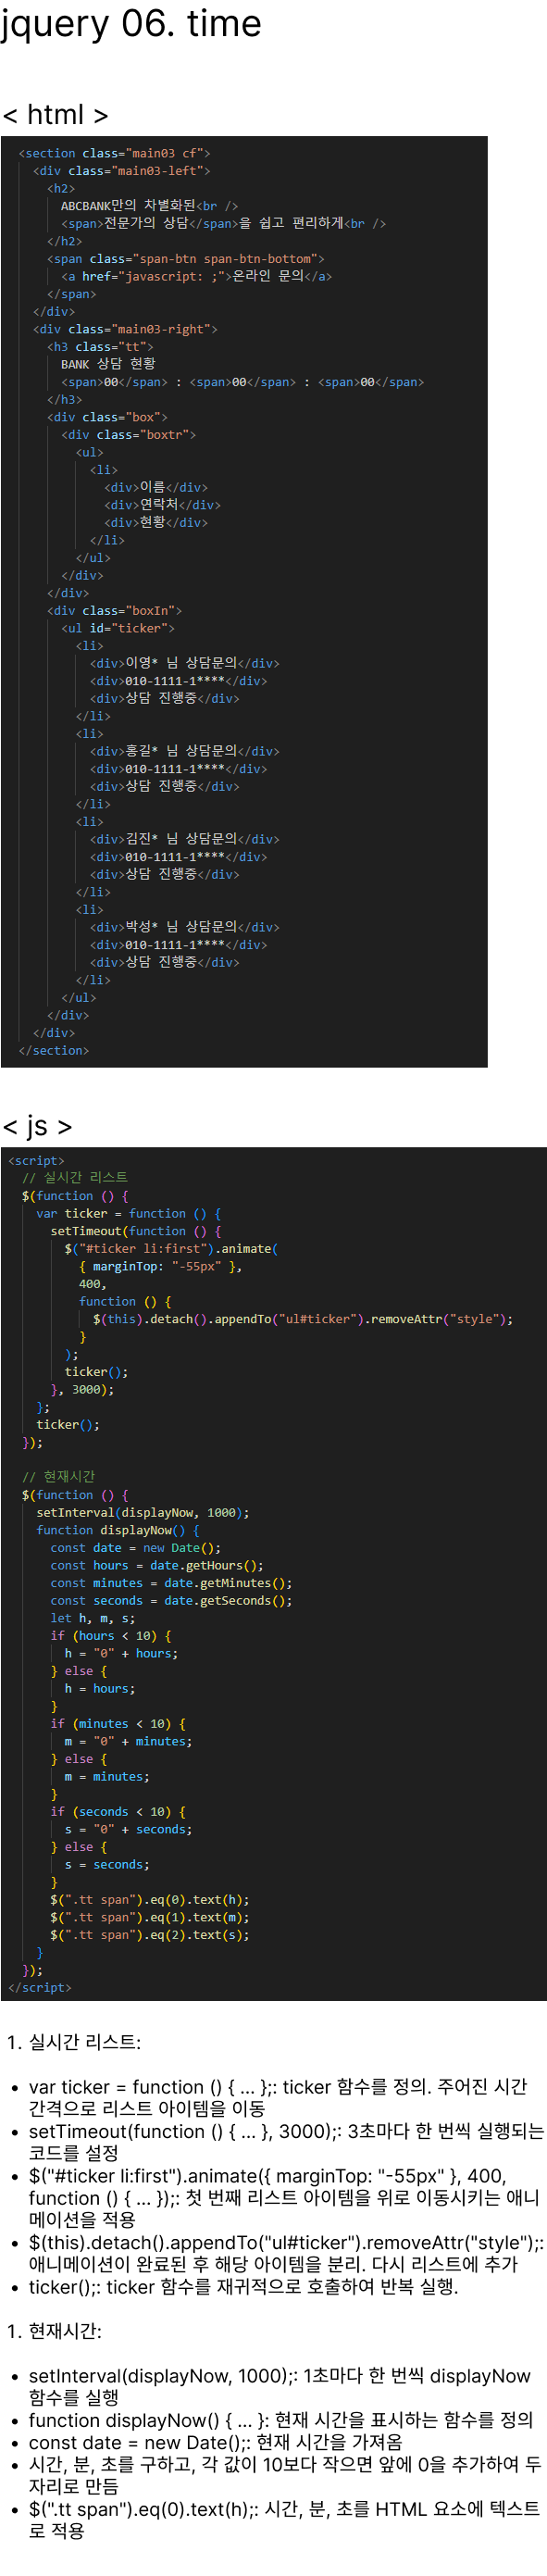 jquery 06. time
< html >
<section class="main03 cf">
<div class="main03-left">
<h2>
ABCBANK만의 차별화된<br />
<span>전문가의 상담</span>을 쉽고 편리하게<br />
</h2>
<span class="span-btn span-btn-bottom">
<a href="javascript: ;">온라인 문의</a>
</span>
</div>
<div class="main03-right">
<h3 class="tt">
BANK 상담 현황
<span>00</span> : <span>00</span> : <span>00</span>
</h3>
<div class="box">
<div class="boxtr">
<ul>
<li>
<div>이름</div>
<div>연락처</div>
<div>현황</div>
</li>
</ul>
</div>
</div>
<div class="boxIn">
<ul id="ticker">
<li>
<div>이영* 님 상담문의</div>
<div>010-1111-1****</div>
<div>상담 진행중</div>
</li>
<li>
<div>홍길* 님 상담문의</div>
<div>010-1111-1****</div>
<div>상담 진행중</div>
</li>
<li>
<div>김진* 님 상담문의</div>
<div>010-1111-1****</div>
<div>상담 진행중</div>
</li>
<li>
<div>박성* 님 상담문의</div>
<div>010-1111-1****</div>
<div>상담 진행중</div>
</li>
</ul>
</div>
</div>
</section>
< js >
<script>
// 실시간 리스트
$(function () {
var ticker = function () {
setTimeout(function () {
$("#ticker li:first").animate(
{ marginTop: "-55px" },
400,
function () {
$(this).detach().appendTo("ul#ticker").removeAttr("style");
}
);
ticker();
}, 3000);
};
ticker();
});
// 현재시간
$(function () {
setInterval(displayNow, 1000);
function displayNow() {
const date = new Date();
const hours = date.getHours();
const minutes = date.getMinutes();
const seconds = date.getSeconds();
let h, m, s;
if (hours < 10) {
h = "0" + hours;
} else {
h = hours;
}
if (minutes < 10) {
m = "0" + minutes;
} else {
m = minutes;
}
if (seconds < 10) {
s = "0" + seconds;
} else {
s = seconds;
}
$(".tt span").eq(0).text(h);
$(".tt span").eq(1).text(m);
$(".tt span").eq(2).text(s);
}
});
</script>
1. 실시간 리스트:
• var ticker = function () { ... };: ticker 함수를 정의. 주어진 시간
간격으로 리스트 아이템을 이동
• setTimeout(function () { ... }, 3000);: 3초마다 한 번씩 실행되는
코드를 설정
• $("#ticker li:first").animate({ marginTop: "-55px" }, 400,
function () { ... });: 첫 번째 리스트 아이템을 위로 이동시키는 애니
메이션을 적용
• $(this).detach().appendTo("ul#ticker").removeAttr("style");:
애니메이션이 완료된 후 해당 아이템을 분리. 다시 리스트에 추가
• ticker();: ticker 함수를 재귀적으로 호출하여 반복 실행.
1. 현재시간:
• setInterval(displayNow, 1000);: 1초마다 한 번씩 displayNow
함수를 실행
• function displayNow() { ... }: 현재 시간을 표시하는 함수를 정의
• const date = new Date();: 현재 시간을 가져옴
• 시간, 분, 초를 구하고, 각 값이 10보다 작으면 앞에 0을 추가하여 두
자리로 만듬
• $(".tt span").eq(0).text(h);: 시간, 분, 초를 HTML 요소에 텍스트
로 적용